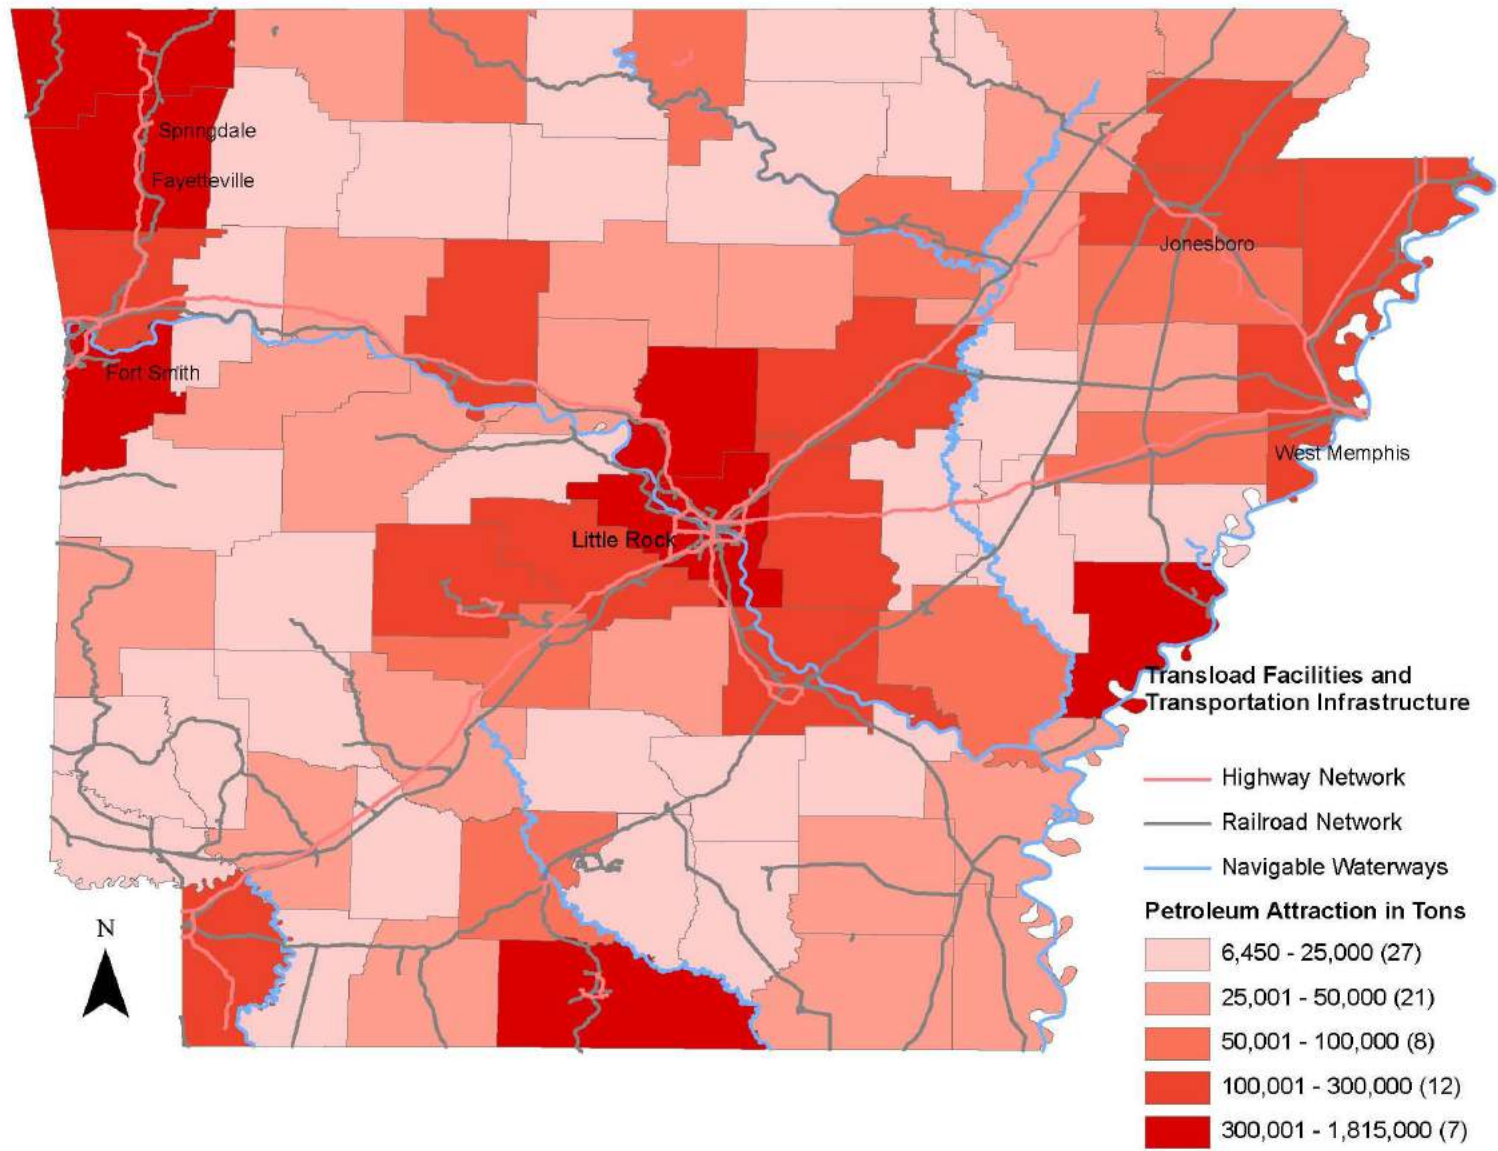 Springdale
Fayetteville
Jonesboro
Fort Smith
West Memphis
Little Rock
Transload Facilities and
Transportation Infrastructure
Highway Network
Railroad Network
Navigable Waterways
Petroleum Attraction in Tons
N
6,450 - 25,000 (27)
25,001 - 50,000 (21)
50,001 - 100,000 (8)
100,001 - 300,000 (12)
300,001 - 1,815,000 (7)